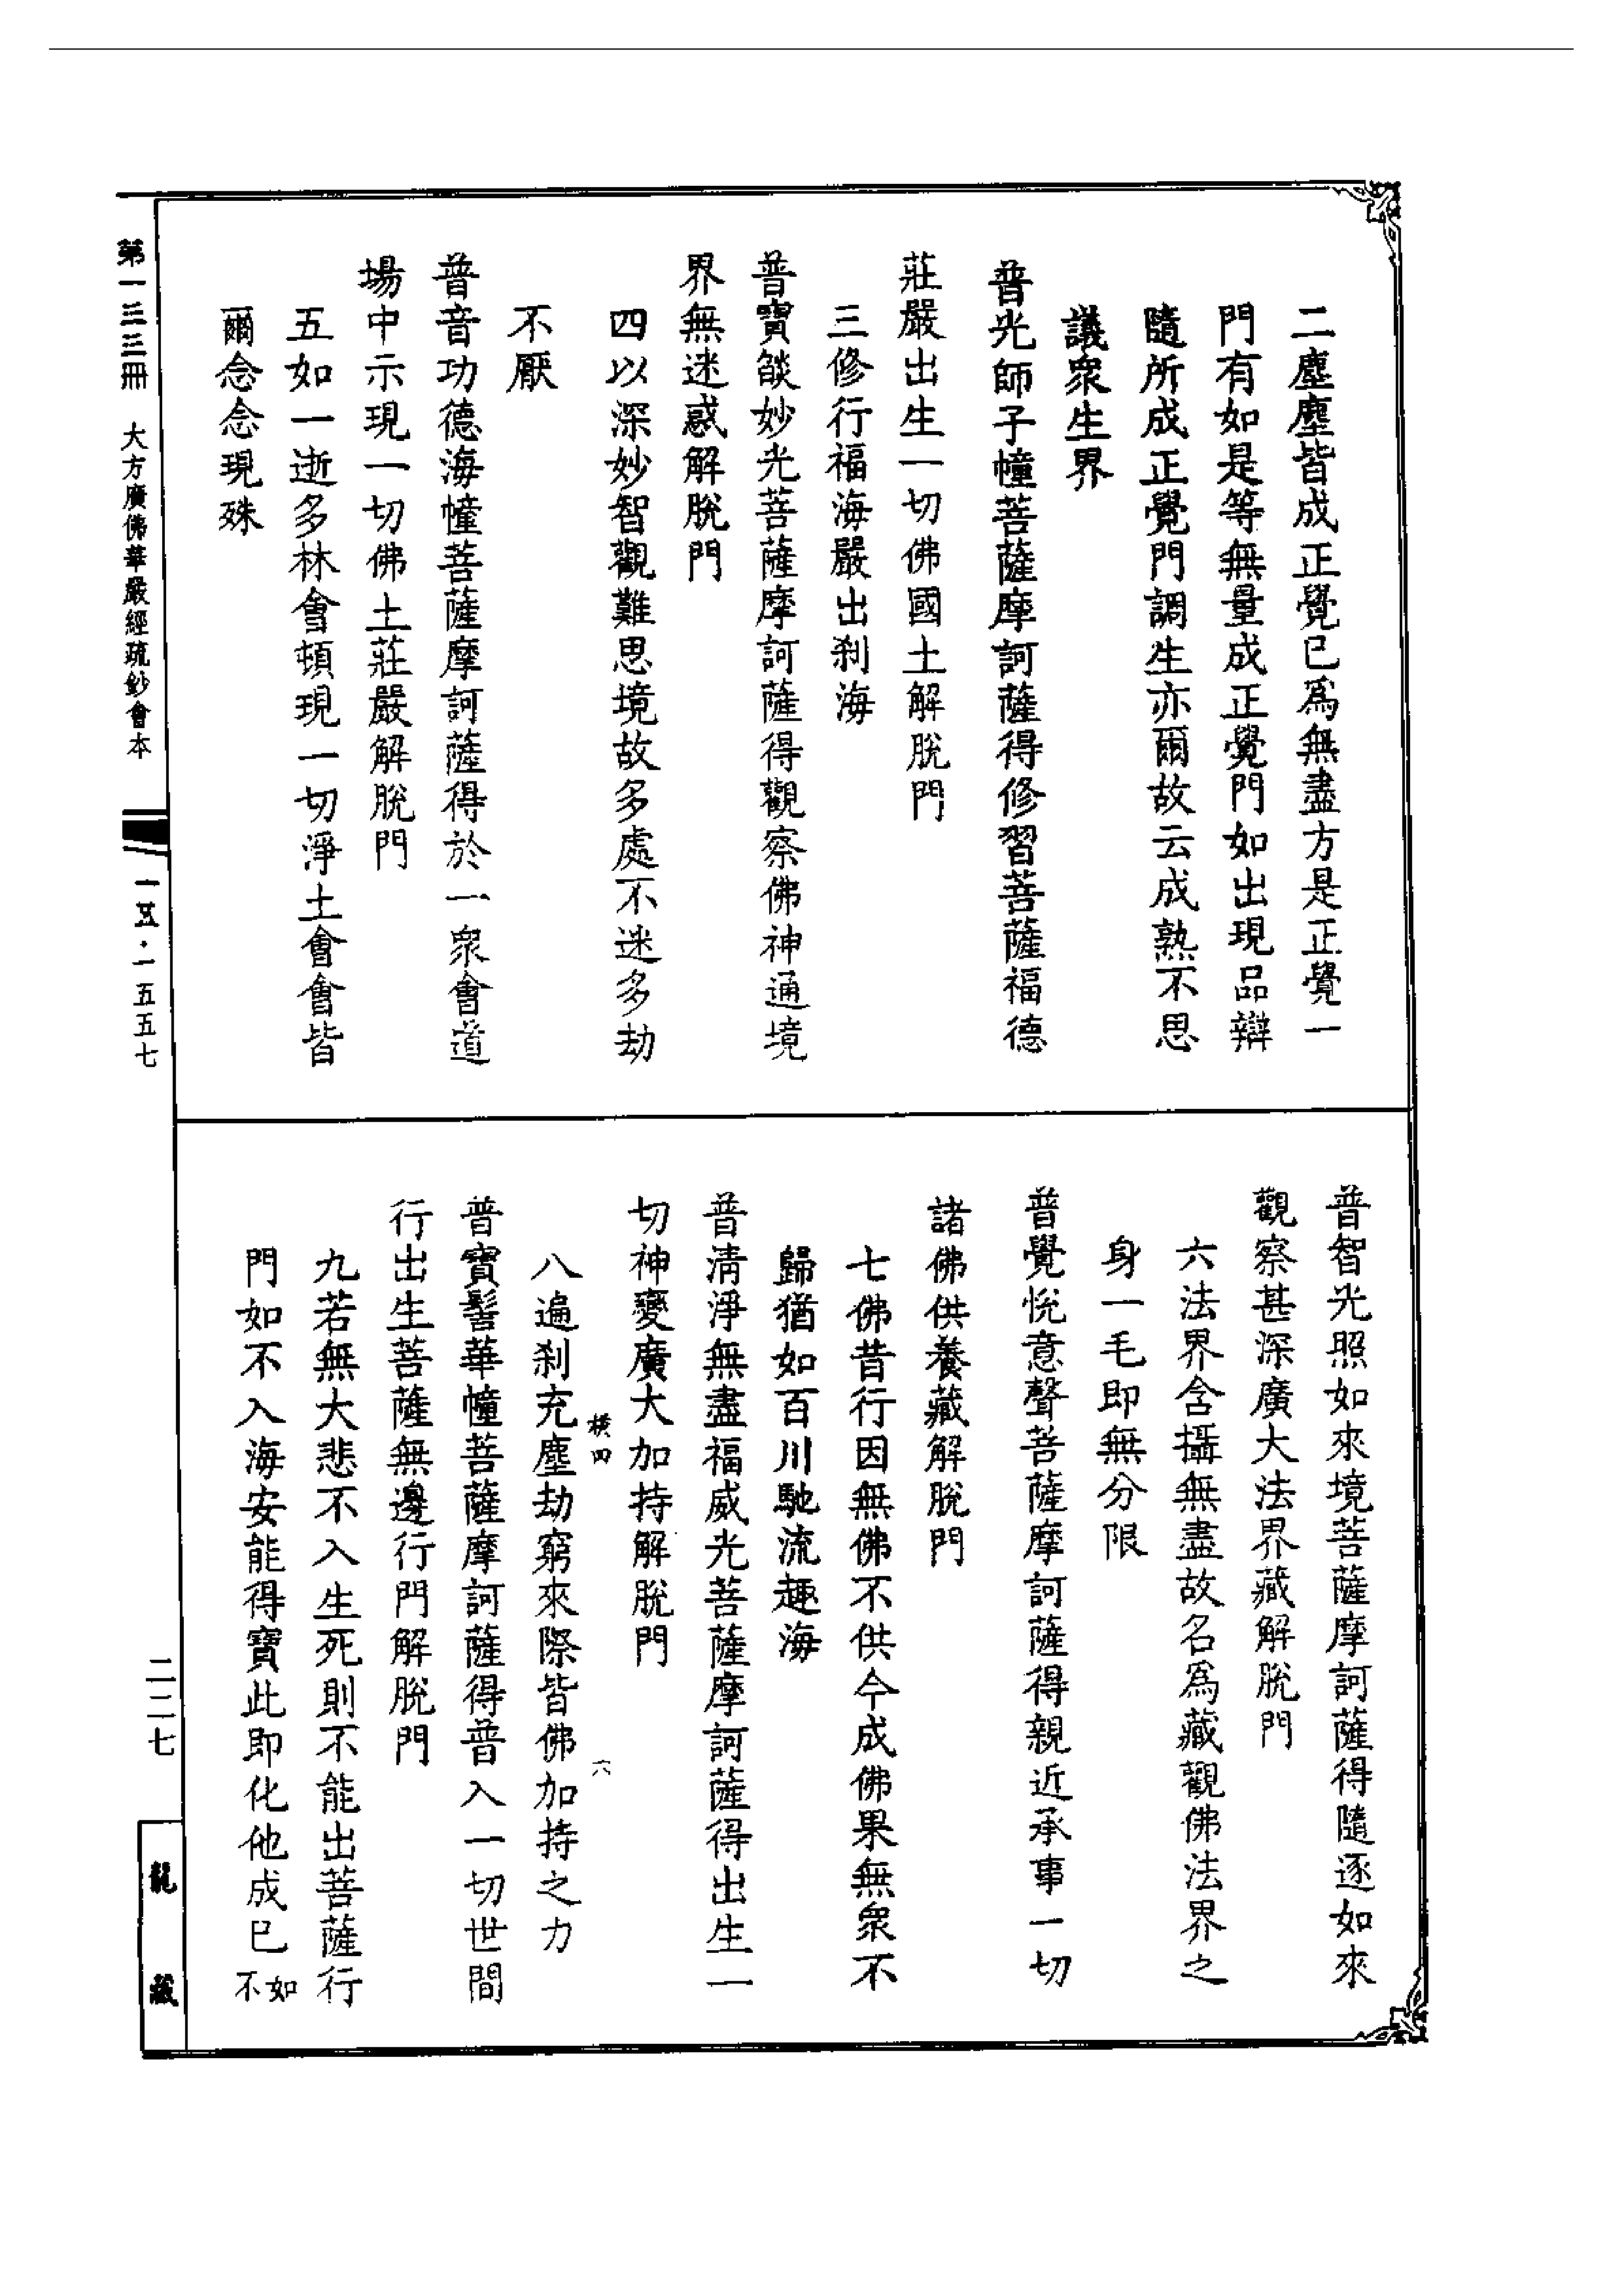 二塵塵皆成正覺已為無盡方是正覺一
門有如是等無量成正覺門如出現品辯
隨所成正覺門調生亦爾故云成熟不思
議衆生界
普光師子幢菩薩摩訶薩得修習菩薩福德
莊嚴出生一切佛國土解脫門
三修行福海嚴出剎海
普寶燄妙光菩薩摩訶薩得觀察佛神通境
界無迷惑解脫門
四以深妙智觀難思境故多處不迷多劫
不厭
普音功德海幢菩薩摩訶薩得於一衆會道
場中示現一切佛土莊嚴解脫門
五如一逝多林會頓現一切淨土會會皆
爾念念現殊
普智光照如來境菩薩摩訶薩得隨逐如來
觀察甚深廣大法界藏解脫門
六法界含攝無盡故名為藏觀佛法界之
身一毛即無分限
普覺悅意聲菩薩摩訶薩得親近承事一切
諸佛供養藏解脫門
七佛昔行因無佛不供今成佛果無衆不
歸猶如百川馳流趣海
普清淨無盡福威光菩薩摩訶薩得出生一
切神變廣大加持解脫門
橫四 六
八遍剎充塵劫窮來際皆佛加持之力
普寶髻華幢菩薩摩訶薩得普入一切世間
行出生菩薩無邊行門解脫門
九若無大悲不入生死則不能出菩薩行
門如不入海安能得寶此即化他成已如
不
第一三三冊 大方廣佛華嚴經疏鈔會本 一五·一五五七
二二七
龍藏